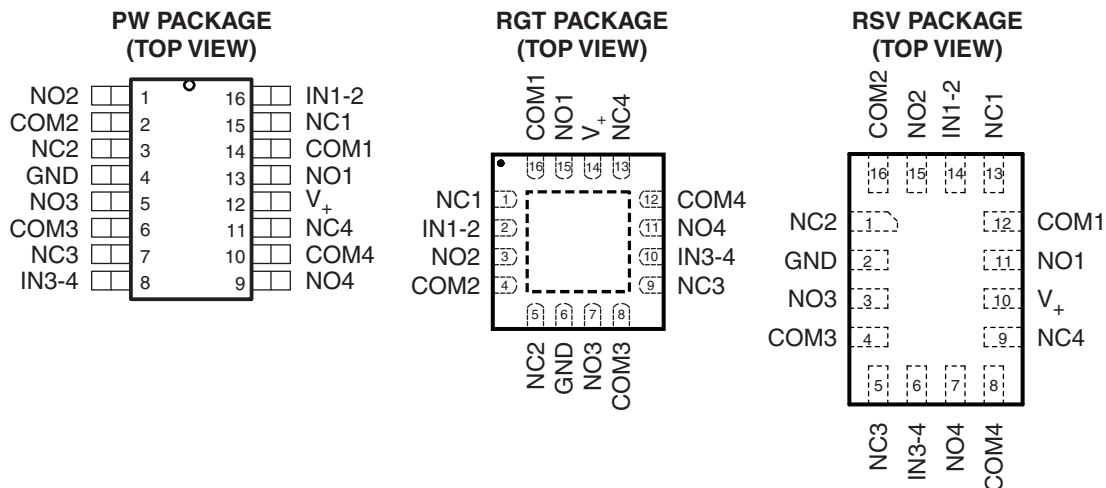 PW PACKAGE
(TOP VIEW)
NO2 1 16 IN1-2
COM2 2 15 NC1
NC2 3 14 COM1
GND 4 13 NO1
NO3 5 12 V+
COM3 6 11 NC4
NC3 7 10 COM4
IN3-4 8 9 NO4
RGT PACKAGE
(TOP VIEW)
COM1 NO1 V+ NC4
16 15 14 13
NC1 1 12 COM4
IN1-2 2 11 NO4
NO2 3 10 IN3-4
COM2 4 9 NC3
5 6 7 8
NC2 GND NO3 COM3
RSV PACKAGE
(TOP VIEW)
COM2 NO2 IN1-2 NC1
16 15 14 13
NC2 1 12 COM1
GND 2 11 NO1
NO3 3 10 V+
COM3 4 9 NC4
5 6 7 8
NC3 IN3-4 NO4 COM4